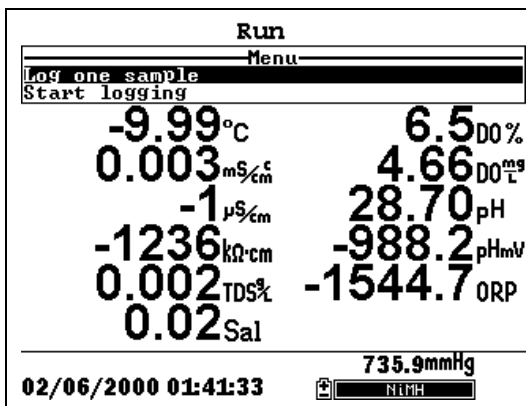 Run
Menu
Log one sample
Start logging
-9.99°C 6.5DO %
0.003mS/cm c 4.66DO mg/L
-1µS/cm 28.70pH
-1236kΩ·cm -988.2pHmV
0.002TDS g/L -1544.7 ORP
0.02Sal
735.9mmHg
02/06/2000 01:41:33 NiMH